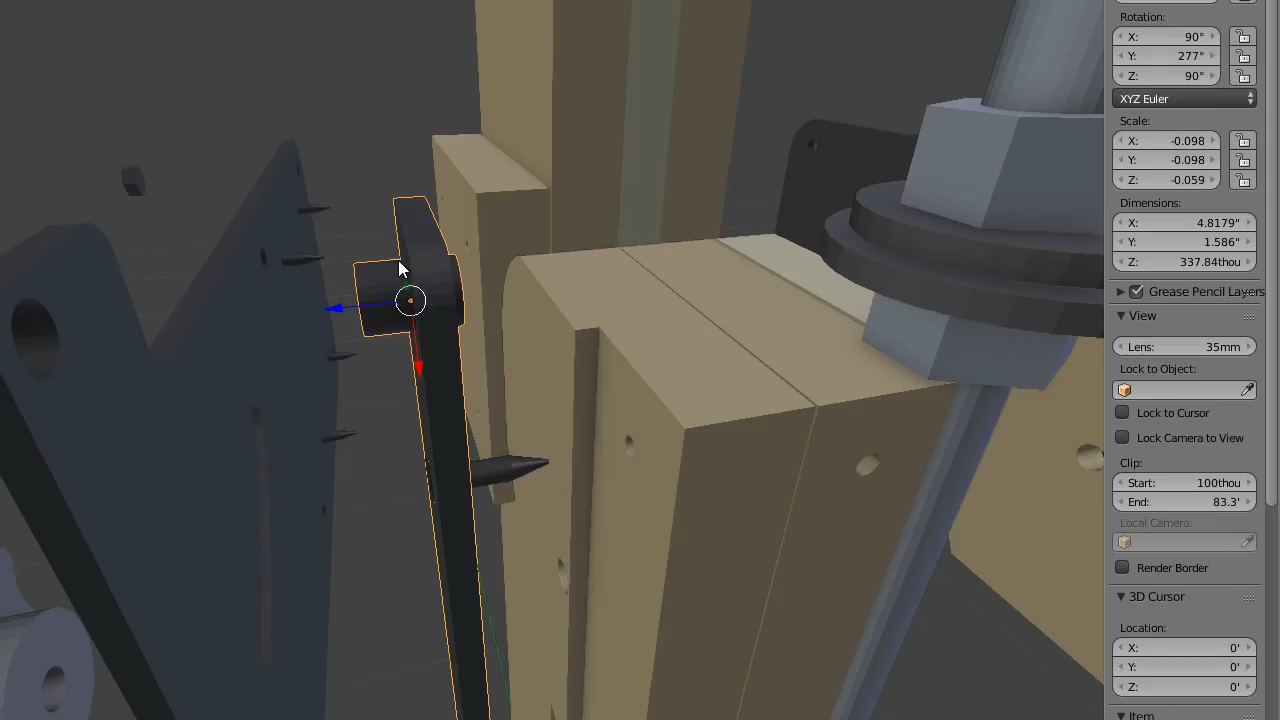 Rotation:
X: 90°
Y: 277°
Z: 90°
XYZ Euler
Scale:
X: -0.098
Y: -0.098
Z: -0.059
Dimensions:
X: 4.8179"
Y: 1.586"
Z: 337.84thou
Grease Pencil Layers
View
Lens: 35mm
Lock to Object:
Lock to Cursor
Lock Camera to View
Clip:
Start: 100thou
End: 83.3'
Local Camera:
Render Border
3D Cursor
Location:
X: 0'
Y: 0'
Z: 0'
Item